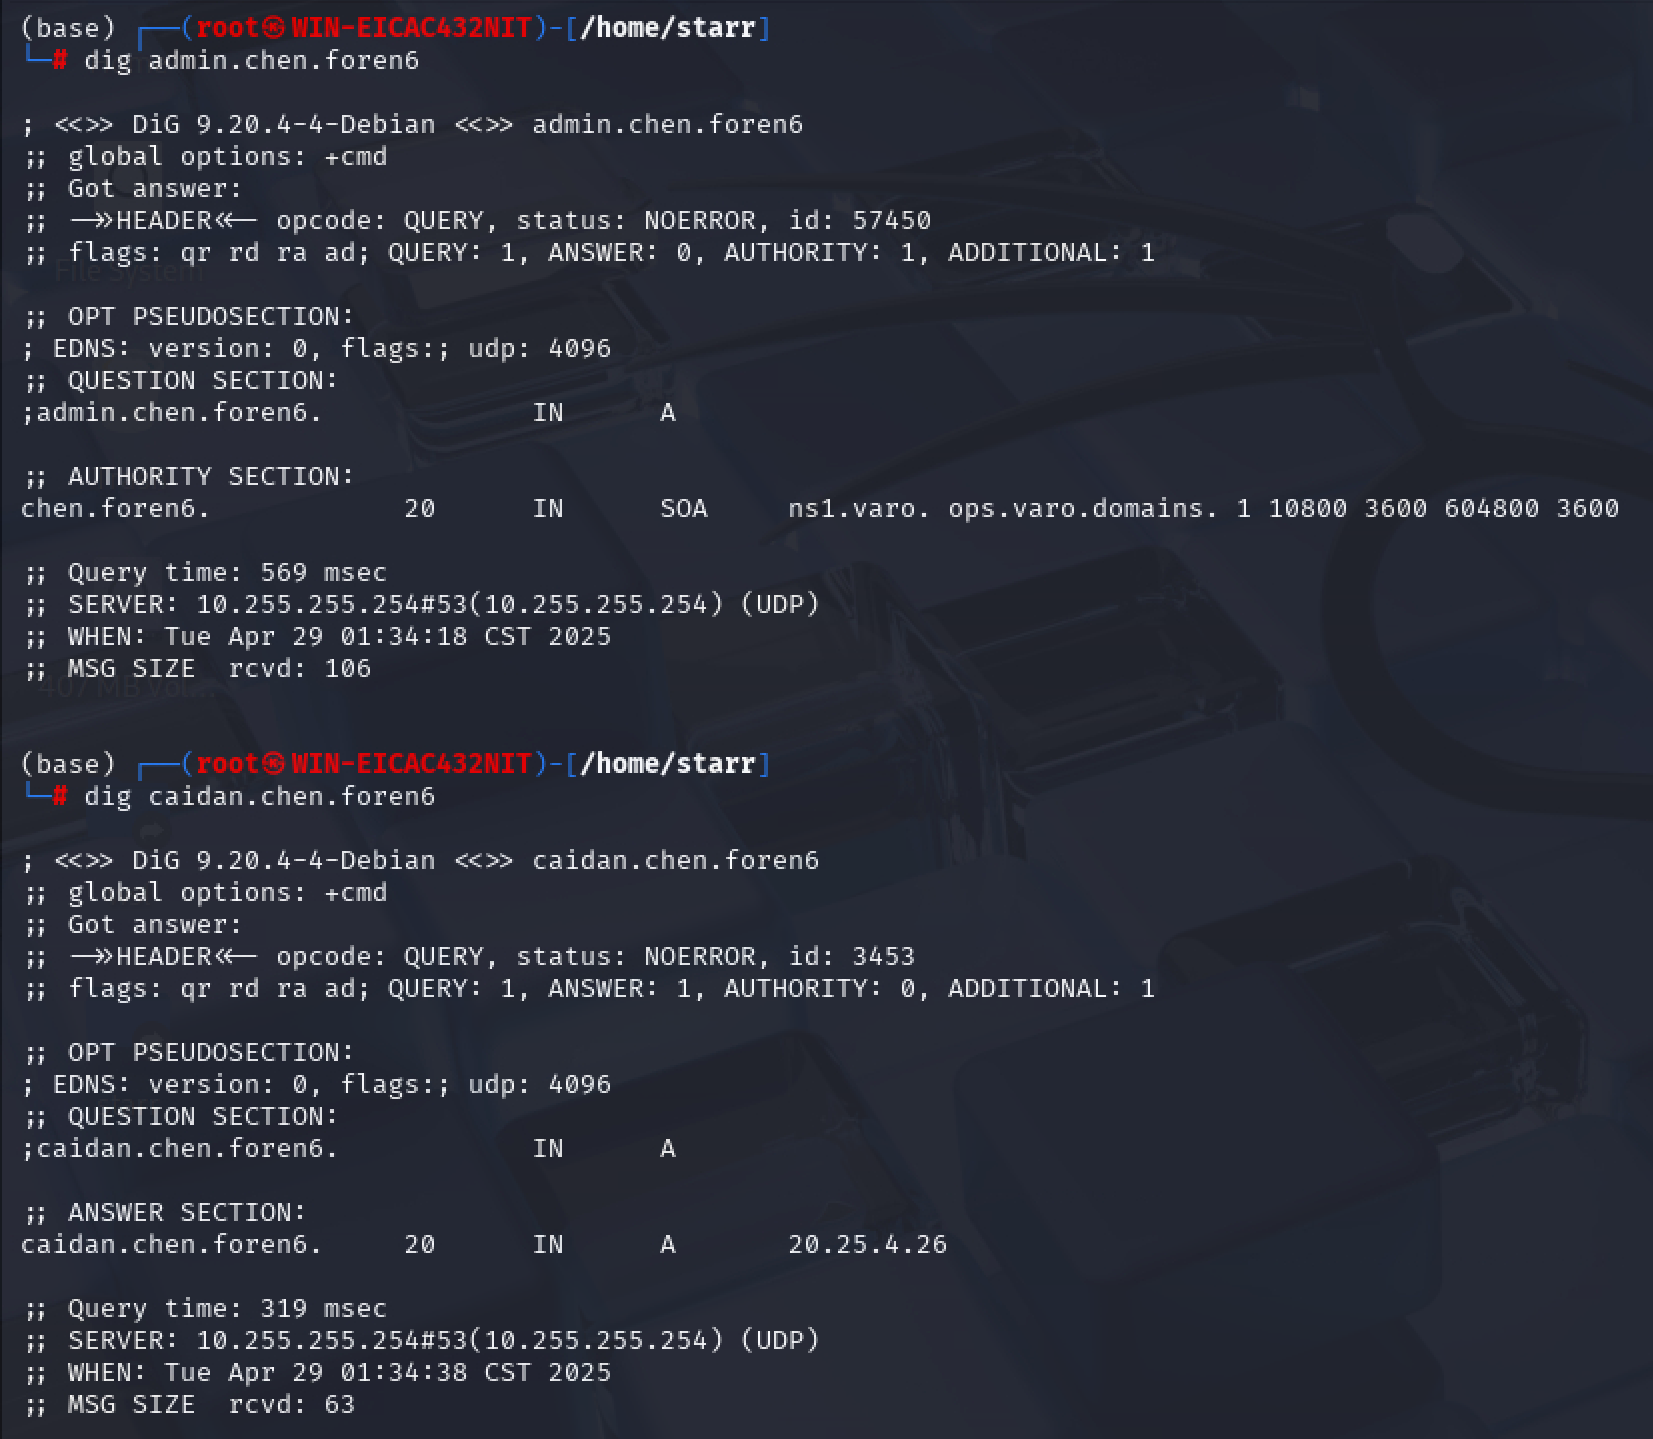 (base) ┌──(root㉿WIN-EICAC432NIT)-[/home/starr]
└─# dig admin.chen.foren6
; <<>> DiG 9.20.4-4-Debian <<>> admin.chen.foren6
;; global options: +cmd
;; Got answer:
;; ->>HEADER<<- opcode: QUERY, status: NOERROR, id: 57450
;; flags: qr rd ra ad; QUERY: 1, ANSWER: 0, AUTHORITY: 1, ADDITIONAL: 1
File System
;; OPT PSEUDOSECTION:
; EDNS: version: 0, flags:; udp: 4096
;; QUESTION SECTION:
;admin.chen.foren6. IN A
;; AUTHORITY SECTION:
chen.foren6. 20 IN SOA ns1.varo. ops.varo.domains. 1 10800 3600 604800 3600
;; Query time: 569 msec
;; SERVER: 10.255.255.254#53(10.255.255.254) (UDP)
;; WHEN: Tue Apr 29 01:34:18 CST 2025
;; MSG SIZE rcvd: 106
(base) ┌──(root㉿WIN-EICAC432NIT)-[/home/starr]
└─# dig caidan.chen.foren6
; <<>> DiG 9.20.4-4-Debian <<>> caidan.chen.foren6
;; global options: +cmd
;; Got answer:
;; ->>HEADER<<- opcode: QUERY, status: NOERROR, id: 3453
;; flags: qr rd ra ad; QUERY: 1, ANSWER: 1, AUTHORITY: 0, ADDITIONAL: 1
;; OPT PSEUDOSECTION:
; EDNS: version: 0, flags:; udp: 4096
;; QUESTION SECTION:
;caidan.chen.foren6. IN A
;; ANSWER SECTION:
caidan.chen.foren6. 20 IN A 20.25.4.26
;; Query time: 319 msec
;; SERVER: 10.255.255.254#53(10.255.255.254) (UDP)
;; WHEN: Tue Apr 29 01:34:38 CST 2025
;; MSG SIZE rcvd: 63